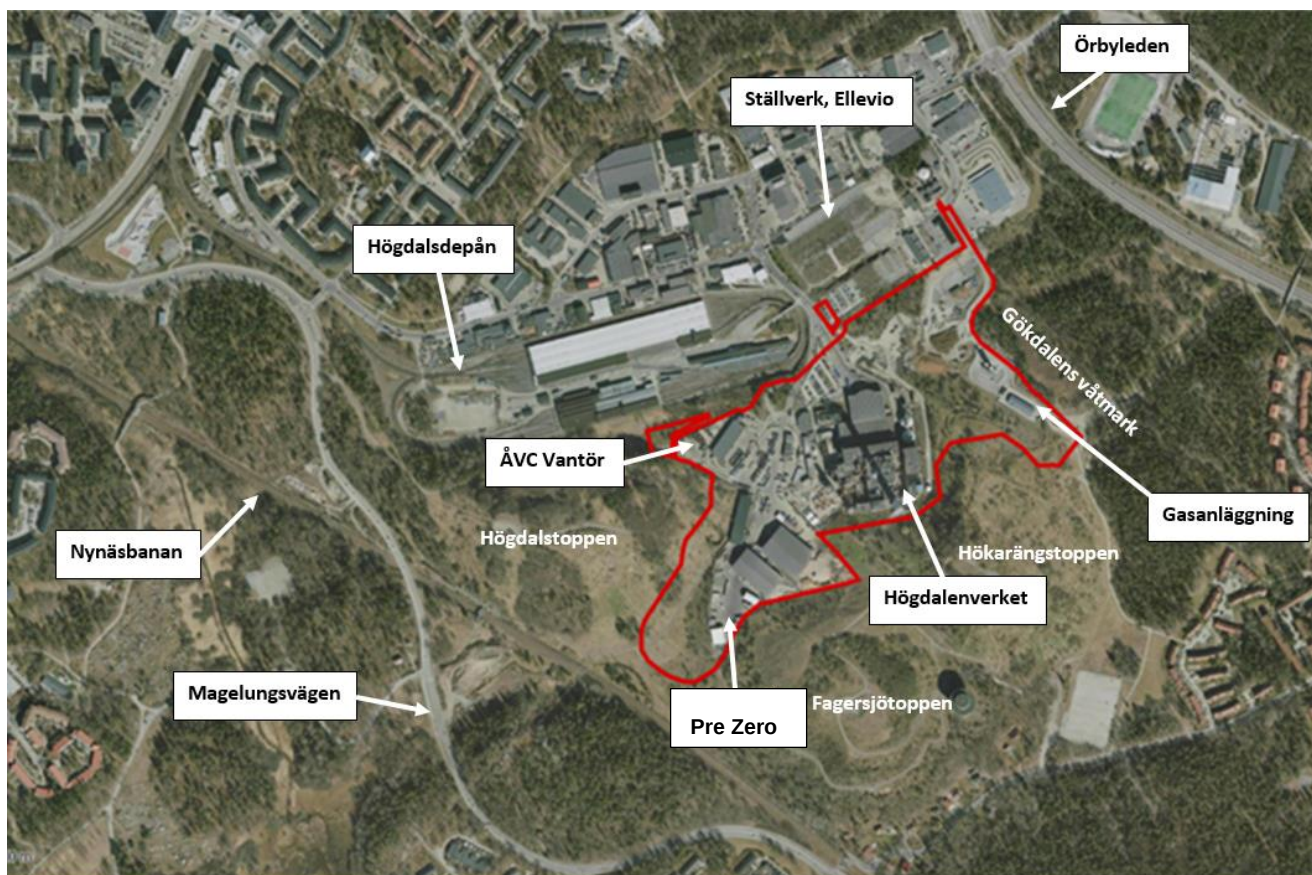 Örbyleden
Ställverk, Ellevio
Högdalsdepån
Gökdalens våtmark
ÅVC Vantör
Gasanläggning
Högdalstoppen
Hökarängstoppen
Nynäsbanan
Högdalenverket
Magelungsvägen
Fagersjötoppen
Pre Zero